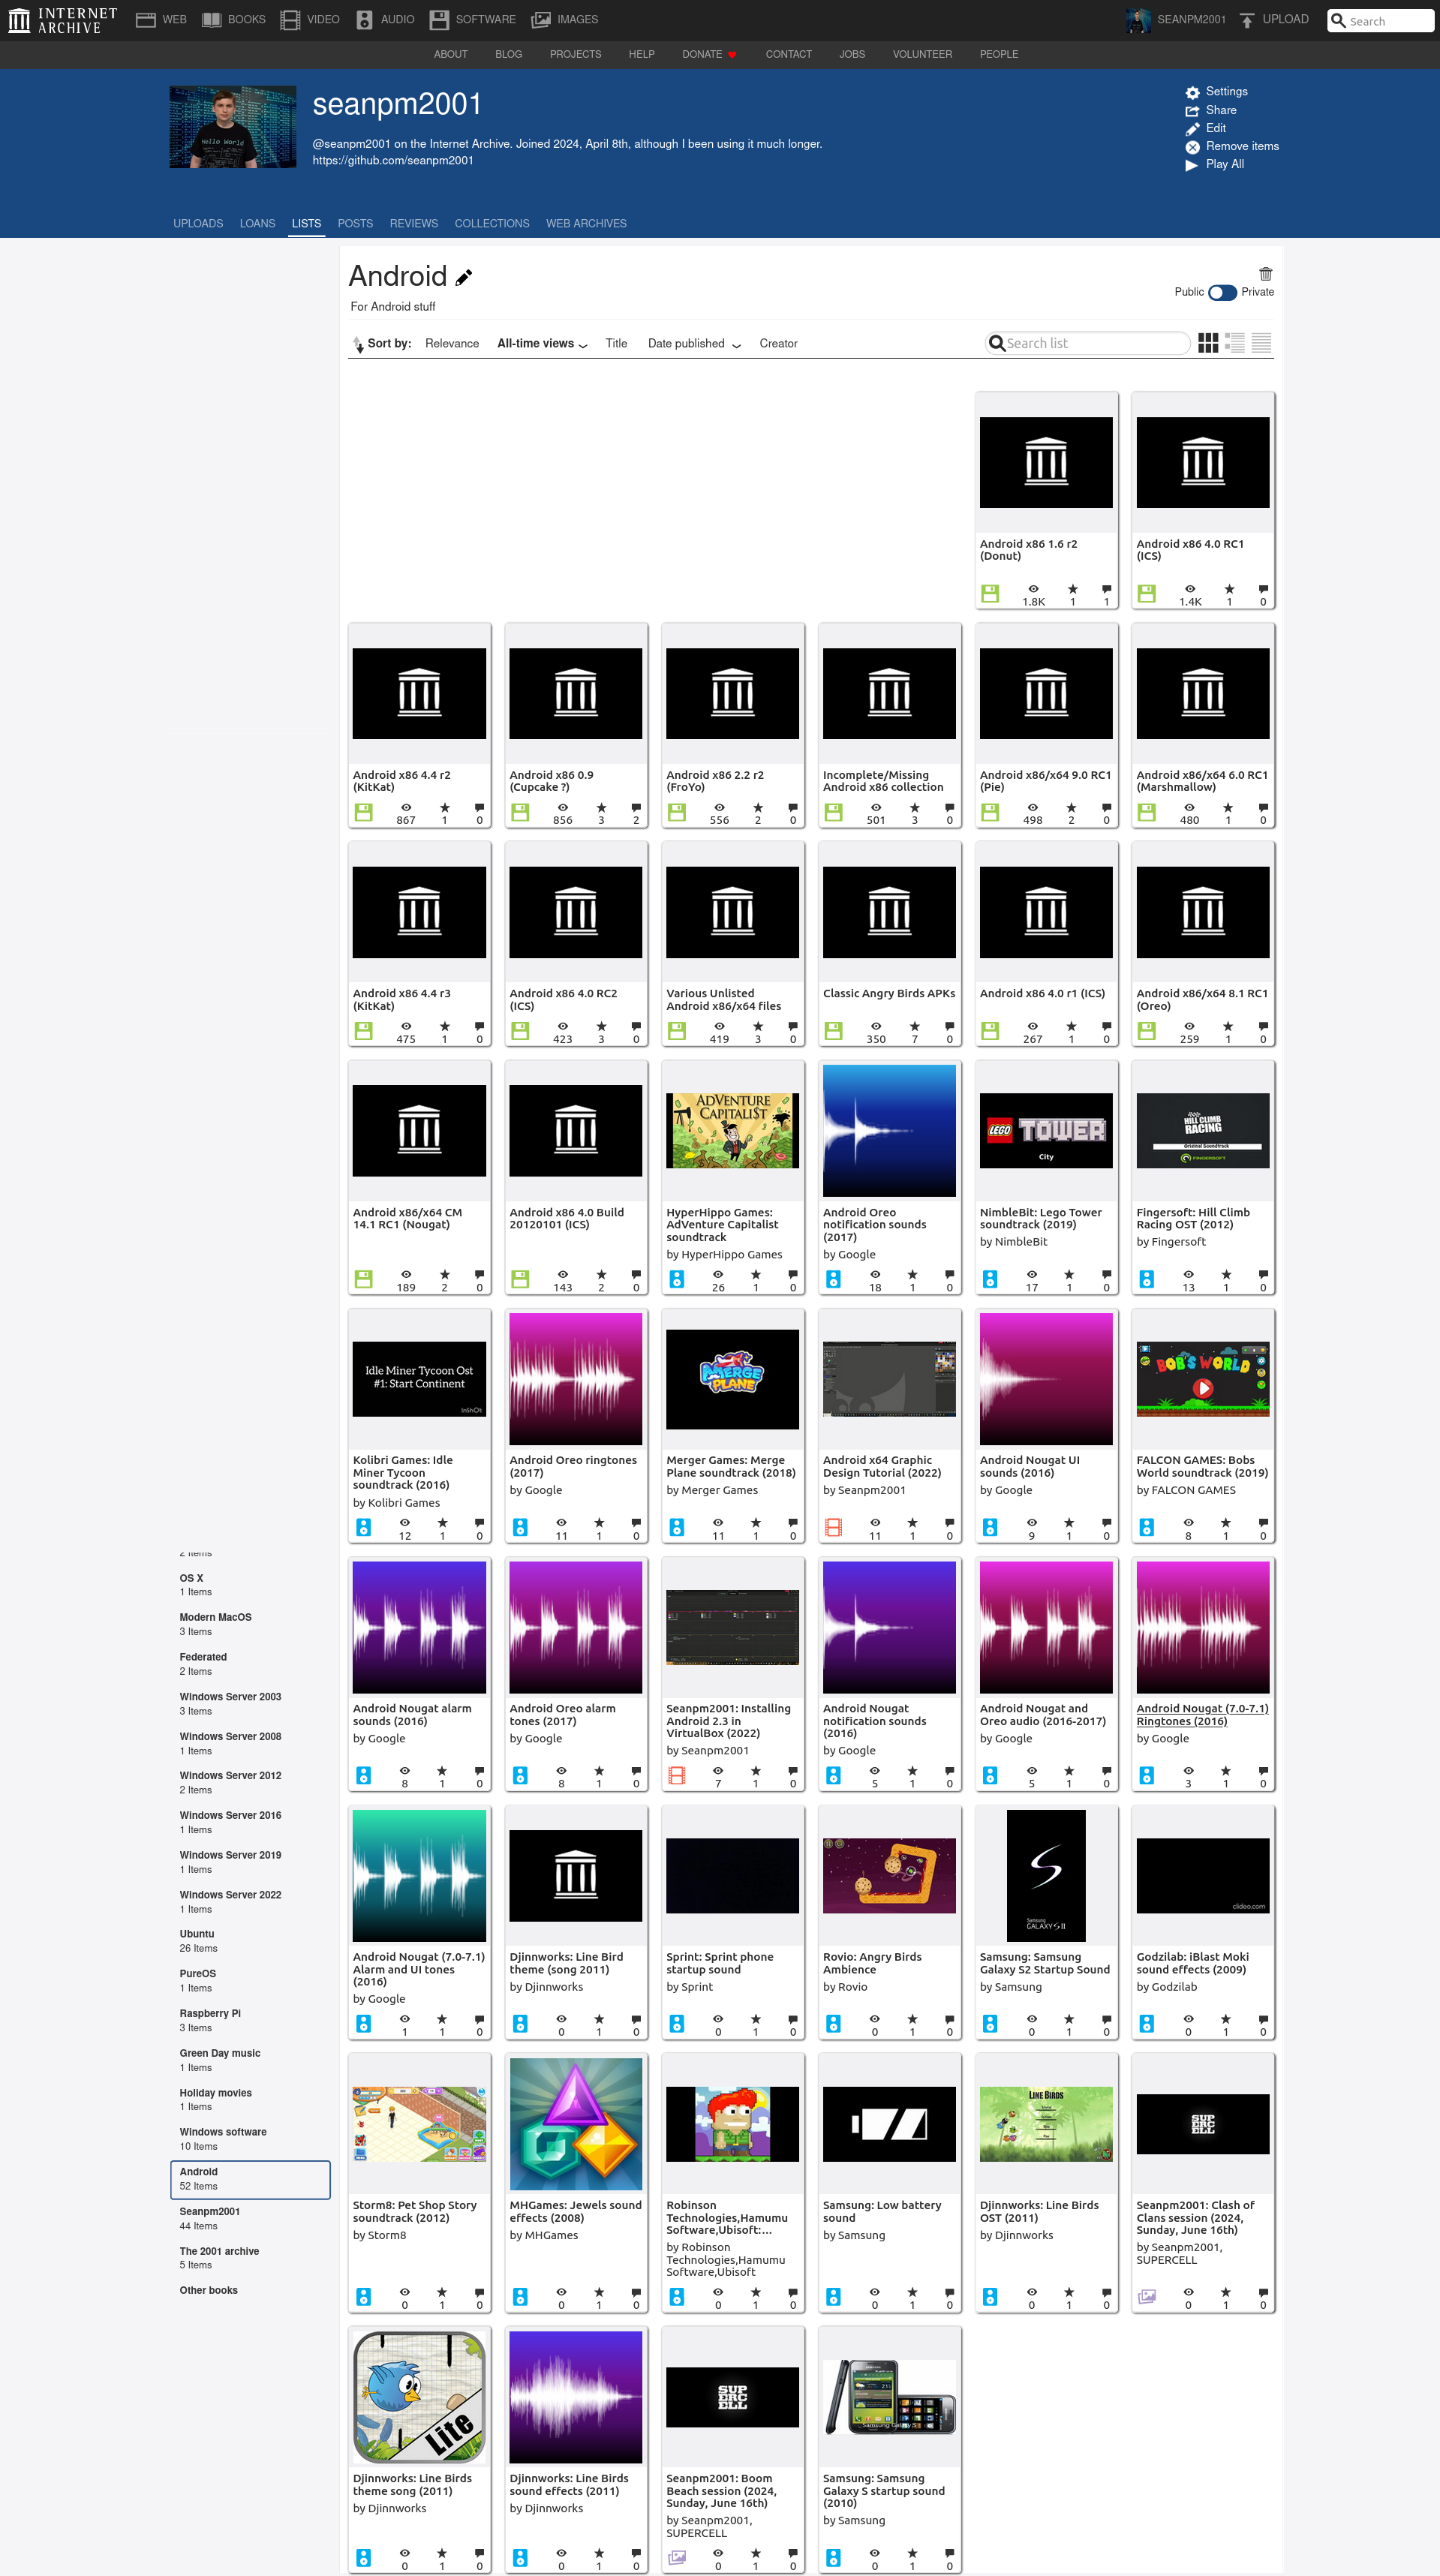 INTERNET
ARCHIVE
WEB
BOOKS
VIDEO
AUDIO
SOFTWARE
IMAGES
SEANPM2001
UPLOAD
Search
ABOUT
BLOG
PROJECTS
HELP
DONATE
CONTACT
JOBS
VOLUNTEER
PEOPLE
Hello World
seanpm2001
@seanpm2001 on the Internet Archive. Joined 2024, April 8th, although I been using it much longer.
https://github.com/seanpm2001
Settings
Share
Edit
Remove items
Play All
UPLOADS
LOANS
LISTS
POSTS
REVIEWS
COLLECTIONS
WEB ARCHIVES
Android
For Android stuff
Public
Private
Sort by:
Relevance
All-time views
Title
Date published
Creator
Search list
Android x86 1.6 r2
(Donut)
1.8K 1 1
Android x86 4.0 RC1
(ICS)
1.4K 1 0
Android x86 4.4 r2
(KitKat)
867 1 0
Android x86 0.9
(Cupcake ?)
856 3 2
Android x86 2.2 r2
(FroYo)
556 2 0
Incomplete/Missing
Android x86 collection
501 3 0
Android x86/x64 9.0 RC1
(Pie)
498 2 0
Android x86/x64 6.0 RC1
(Marshmallow)
480 1 0
Android x86 4.4 r3
(KitKat)
475 1 0
Android x86 4.0 RC2
(ICS)
423 3 0
Various Unlisted
Android x86/x64 files
419 3 0
Classic Angry Birds APKs
350 7 0
Android x86 4.0 r1 (ICS)
267 1 0
Android x86/x64 8.1 RC1
(Oreo)
259 1 0
Android x86/x64 CM
14.1 RC1 (Nougat)
189 2 0
Android x86 4.0 Build
20120101 (ICS)
143 2 0
ADVENTURE
CAPITALIST
HyperHippo Games:
AdVenture Capitalist
soundtrack
by HyperHippo Games
26 1 0
Android Oreo
notification sounds
(2017)
by Google
18 1 0
LEGO TOWER
City
NimbleBit: Lego Tower
soundtrack (2019)
by NimbleBit
17 1 0
HILL CLIMB
RACING
Original Soundtrack
FINGERSOFT
Fingersoft: Hill Climb
Racing OST (2012)
by Fingersoft
13 1 0
Idle Miner Tycoon Ost
#1: Start Continent
InShOt
Kolibri Games: Idle
Miner Tycoon
soundtrack (2016)
by Kolibri Games
12 1 0
Android Oreo ringtones
(2017)
by Google
11 1 0
MERGE
PLANE
Merger Games: Merge
Plane soundtrack (2018)
by Merger Games
11 1 0
Android x64 Graphic
Design Tutorial (2022)
by Seanpm2001
11 1 0
Android Nougat UI
sounds (2016)
by Google
9 1 0
BOB'S WORLD
FALCON GAMES: Bobs
World soundtrack (2019)
by FALCON GAMES
8 1 0
2 Items
OS X
1 Items
Modern MacOS
3 Items
Federated
2 Items
Windows Server 2003
3 Items
Windows Server 2008
1 Items
Windows Server 2012
2 Items
Windows Server 2016
1 Items
Windows Server 2019
1 Items
Windows Server 2022
1 Items
Ubuntu
26 Items
PureOS
1 Items
Raspberry Pi
3 Items
Green Day music
1 Items
Holiday movies
1 Items
Windows software
10 Items
Android
52 Items
Seanpm2001
44 Items
The 2001 archive
5 Items
Other books
Android Nougat alarm
sounds (2016)
by Google
8 1 0
Android Oreo alarm
tones (2017)
by Google
8 1 0
Seanpm2001: Installing
Android 2.3 in
VirtualBox (2022)
by Seanpm2001
7 1 0
Android Nougat
notification sounds
(2016)
by Google
5 1 0
Android Nougat and
Oreo audio (2016-2017)
by Google
5 1 0
Android Nougat (7.0-7.1)
Ringtones (2016)
by Google
3 1 0
Android Nougat (7.0-7.1)
Alarm and UI tones
(2016)
by Google
1 1 0
Djinnworks: Line Bird
theme (song 2011)
by Djinnworks
0 1 0
Sprint: Sprint phone
startup sound
by Sprint
0 1 0
Rovio: Angry Birds
Ambience
by Rovio
0 1 0
Samsung
GALAXY S II
Samsung: Samsung
Galaxy S2 Startup Sound
by Samsung
0 1 0
clideo.com
Godzilab: iBlast Moki
sound effects (2009)
by Godzilab
0 1 0
Storm8: Pet Shop Story
soundtrack (2012)
by Storm8
0 1 0
MHGames: Jewels sound
effects (2008)
by MHGames
0 1 0
Robinson
Technologies,Hamumu
Software,Ubisoft:...
by Robinson
Technologies,Hamumu
Software,Ubisoft
0 1 0
Samsung: Low battery
sound
by Samsung
0 1 0
LINE BIRDS
Djinnworks: Line Birds
OST (2011)
by Djinnworks
0 1 0
SUP
ERC
ELL
Seanpm2001: Clash of
Clans session (2024,
Sunday, June 16th)
by Seanpm2001,
SUPERCELL
0 1 0
Lite
Djinnworks: Line Birds
theme song (2011)
by Djinnworks
0 1 0
Djinnworks: Line Birds
sound effects (2011)
by Djinnworks
0 1 0
SUP
ERC
ELL
Seanpm2001: Boom
Beach session (2024,
Sunday, June 16th)
by Seanpm2001,
SUPERCELL
0 1 0
Samsung: Samsung
Galaxy S startup sound
(2010)
by Samsung
0 1 0